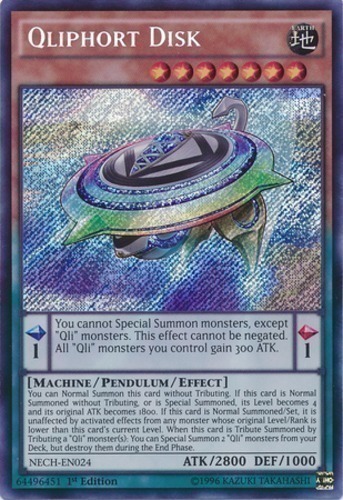 QLIPHORT DISK
EARTH
地
You cannot Special Summon monsters, except
"Qli" monsters. This effect cannot be negated.
All "Qli" monsters you control gain 300 ATK.
1
1
[MACHINE/PENDULUM/EFFECT]
You can Normal Summon this card without Tributing. If this card is Normal
Summoned without Tributing, or is Special Summoned, its Level becomes 4
and its original ATK becomes 1800. If this card is Normal Summoned/Set, it is
unaffected by activated effects from any monster whose original Level/Rank is
lower than this card's current Level. When this card is Tribute Summoned by
Tributing a "Qli" monster(s): You can Special Summon 2 "Qli" monsters from your
Deck, but destroy them during the End Phase.
NECH-EN024
ATK/2800 DEF/1000
64496451 1st Edition ©1996 KAZUKI TAKAHASHI